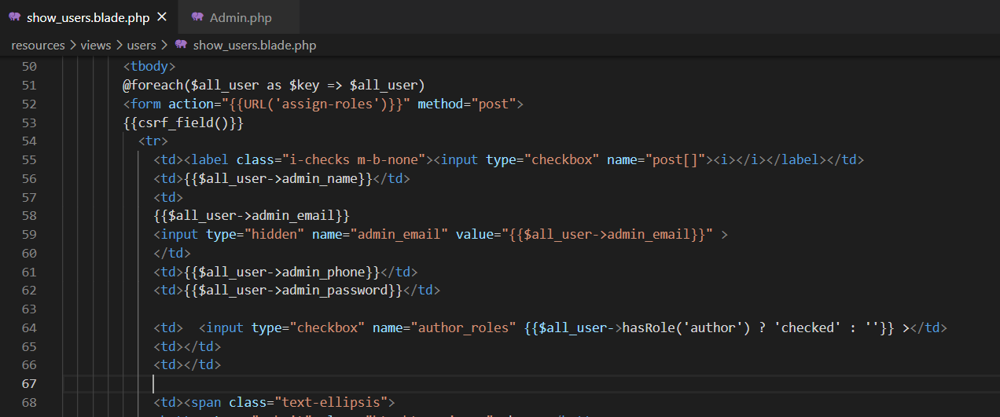 show_users.blade.php × Admin.php
resources > views > users > show_users.blade.php
50 <tbody>
51 @foreach($all_user as $key => $all_user)
52 <form action="{{URL('assign-roles')}}" method="post">
53 {{csrf_field()}}
54 <tr>
55 <td><label class="i-checks m-b-none"><input type="checkbox" name="post[]"><i></i></label></td>
56 <td>{{$all_user->admin_name}}</td>
57 <td>
58 {{$all_user->admin_email}}
59 <input type="hidden" name="admin_email" value="{{$all_user->admin_email}}" >
60 </td>
61 <td>{{$all_user->admin_phone}}</td>
62 <td>{{$all_user->admin_password}}</td>
63
64 <td>  <input type="checkbox" name="author_roles" {{$all_user->hasRole('author') ? 'checked' : ''}} ></td>
65 <td></td>
66 <td></td>
67
68 <td><span class="text-ellipsis">